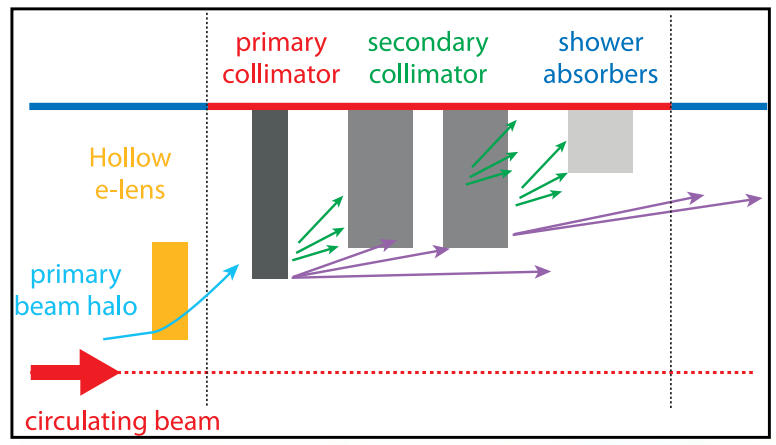 primary
collimator
secondary
collimator
shower
absorbers
Hollow
e-lens
primary
beam halo
circulating beam